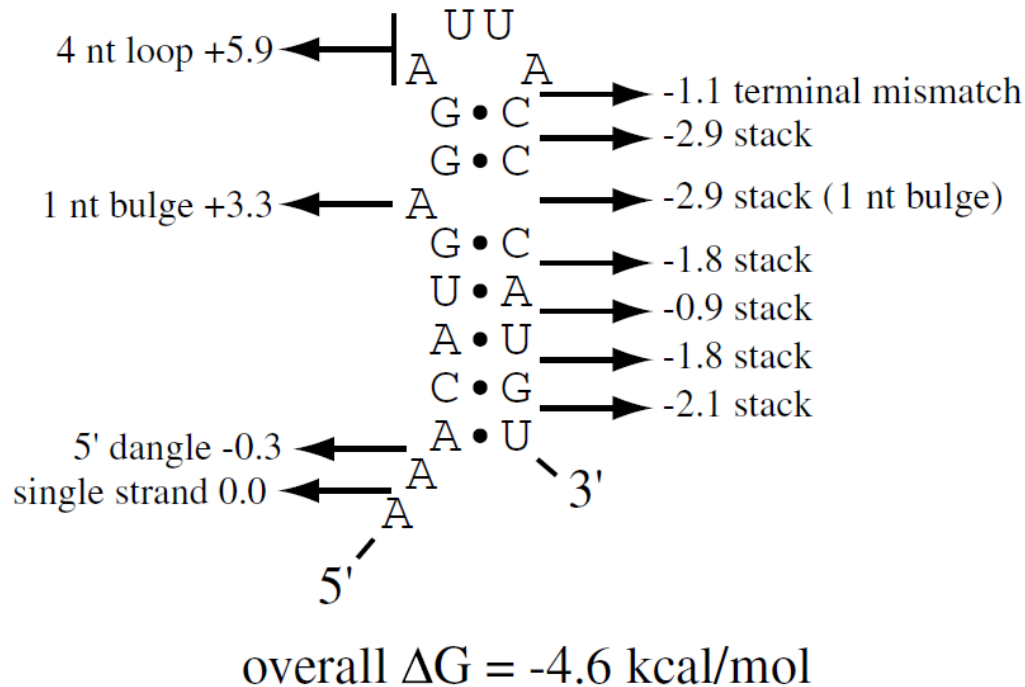 U U
4 nt loop +5.9
A A
-1.1 terminal mismatch
G • C
-2.9 stack
G • C
1 nt bulge +3.3
A
-2.9 stack (1 nt bulge)
G • C
-1.8 stack
U • A
-0.9 stack
A • U
-1.8 stack
C • G
-2.1 stack
A • U
5' dangle -0.3
A
3'
single strand 0.0
A
5'
overall ΔG = -4.6 kcal/mol